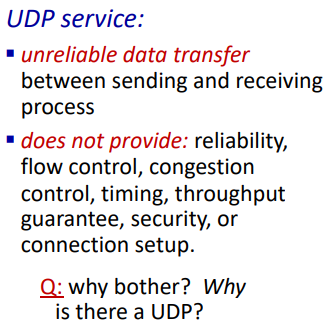 UDP service:
▪ unreliable data transfer
between sending and receiving
process
▪ does not provide: reliability,
flow control, congestion
control, timing, throughput
guarantee, security, or
connection setup.
Q: why bother? Why
is there a UDP?